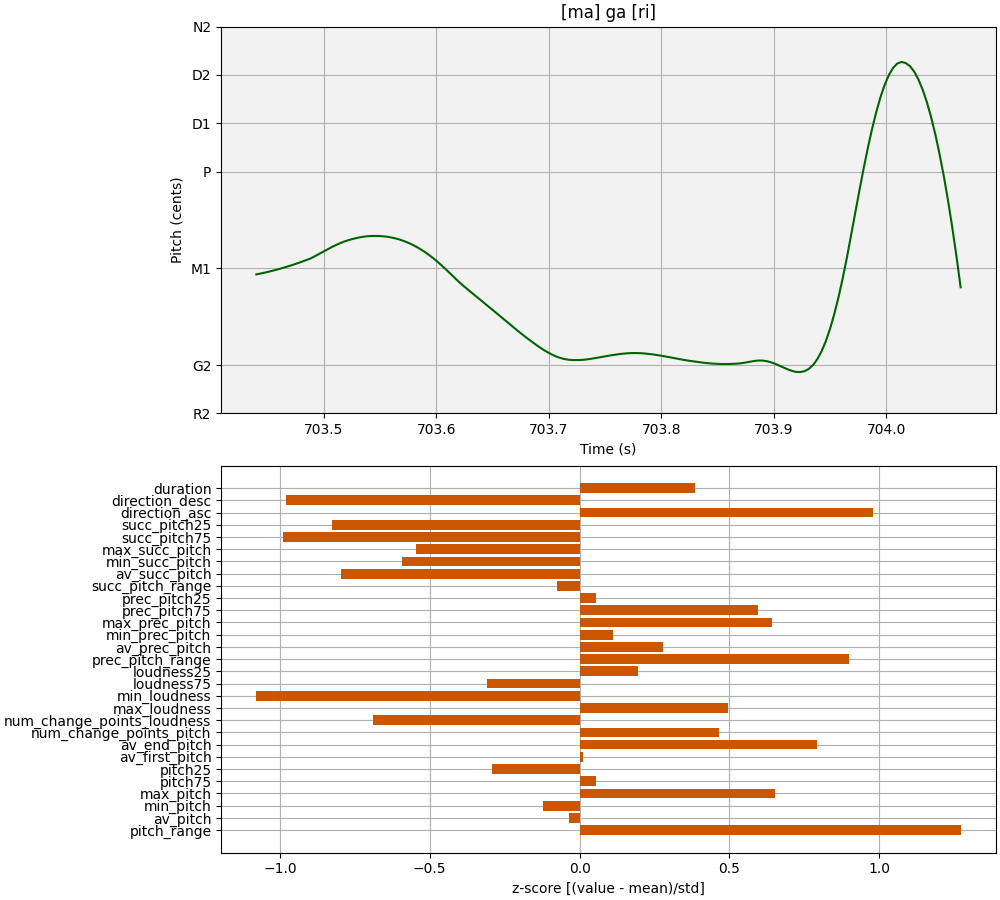 [ma] ga [ri]
N2
D2
D1
P
M1
G2
R2
Pitch (cents)
703.5 703.6 703.7 703.8 703.9 704.0
Time (s)
duration
direction_desc
direction_asc
succ_pitch25
succ_pitch75
max_succ_pitch
min_succ_pitch
av_succ_pitch
succ_pitch_range
prec_pitch25
prec_pitch75
max_prec_pitch
min_prec_pitch
av_prec_pitch
prec_pitch_range
loudness25
loudness75
min_loudness
max_loudness
num_change_points_loudness
num_change_points_pitch
av_end_pitch
av_first_pitch
pitch25
pitch75
max_pitch
min_pitch
av_pitch
pitch_range
−1.0 −0.5 0.0 0.5 1.0
z-score [(value - mean)/std]